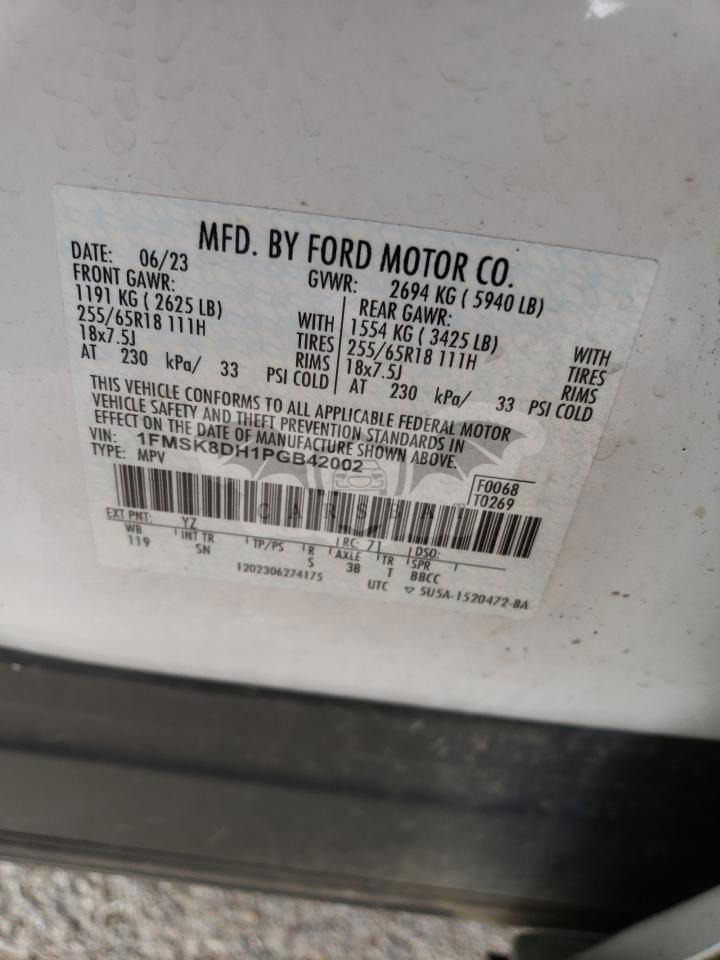 MFD. BY FORD MOTOR CO.
DATE: 06/23 GVWR: 2694 KG ( 5940 LB)
FRONT GAWR: REAR GAWR:
1191 KG ( 2625 LB) WITH 1554 KG ( 3425 LB) WITH
255/65R18 111H TIRES 255/65R18 111H TIRES
18x7.5J RIMS 18x7.5J RIMS
AT 230 kPa/ 33 PSI COLD AT 230 kPa/ 33 PSI COLD
THIS VEHICLE CONFORMS TO ALL APPLICABLE FEDERAL MOTOR
VEHICLE SAFETY AND THEFT PREVENTION STANDARDS IN
EFFECT ON THE DATE OF MANUFACTURE SHOWN ABOVE.
VIN: 1FMSK8DH1PGB42002
TYPE: MPV
F0068
T0269
CARSBAT
EXT PNT: YZ RC: 71 DSO:
WB INT TR TP/PS R AXLE TR SPR
119 SN S 3B T BBCC
1202306274175 UTC ▽ 5U5A-1520472-BA